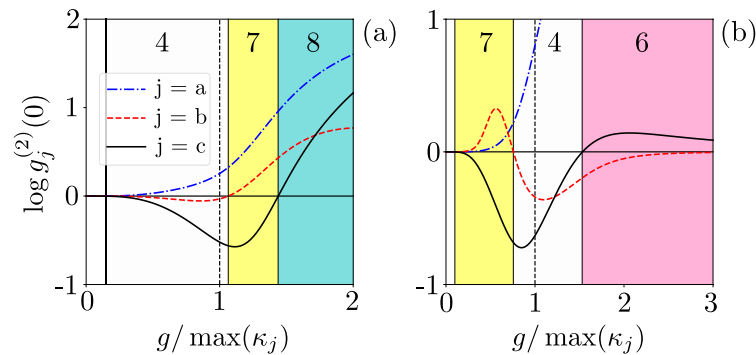 2
1
0
-1
log g_j^{(2)}(0)
4
7
8
(a)
j = a
j = b
j = c
0
1
2
g/ max(κ_j)
1
0
-1
7
4
6
(b)
0
1
2
3
g/ max(κ_j)